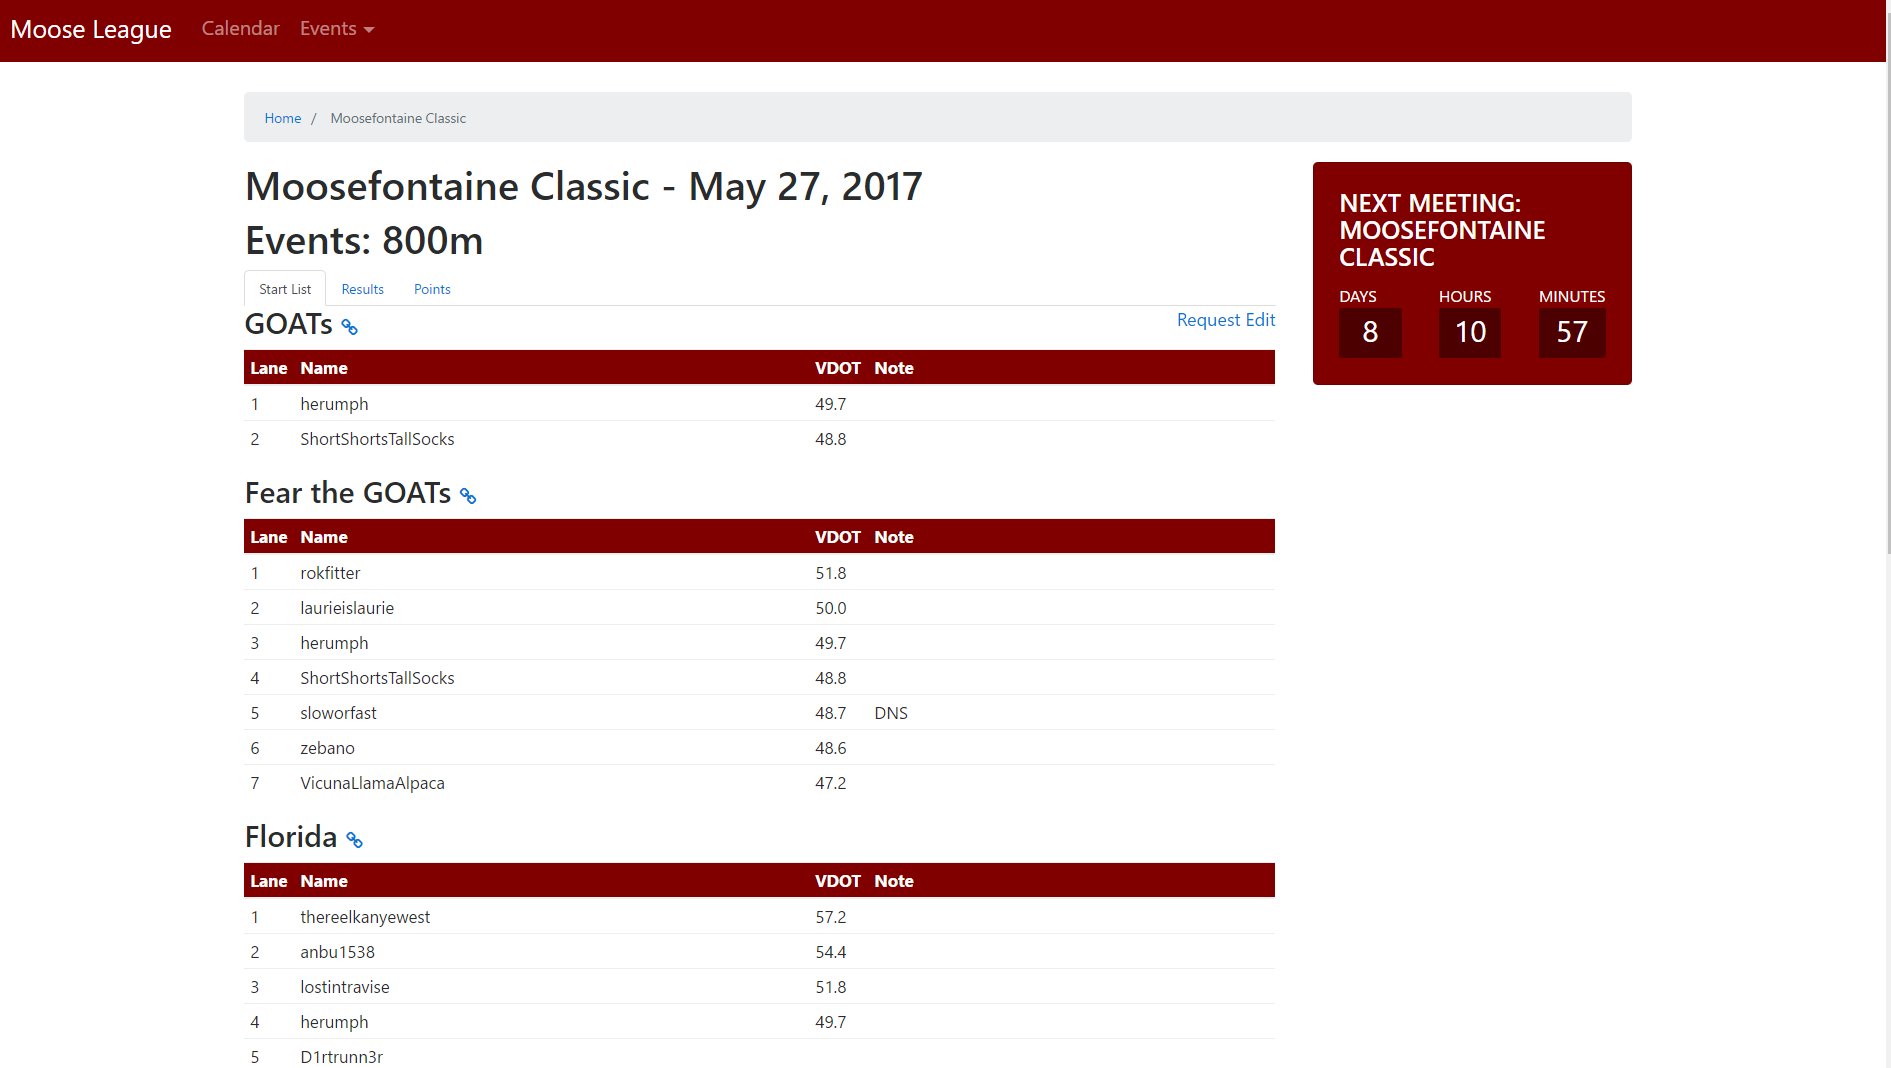 Moose League Calendar Events
Home / Moosefontaine Classic
Moosefontaine Classic - May 27, 2017
Events: 800m
Start List Results Points
GOATs
Request Edit
Lane Name VDOT Note
1 herumph 49.7
2 ShortShortsTallSocks 48.8
Fear the GOATs
Lane Name VDOT Note
1 rokfitter 51.8
2 laurieislaurie 50.0
3 herumph 49.7
4 ShortShortsTallSocks 48.8
5 sloworfast 48.7 DNS
6 zebano 48.6
7 VicunaLlamaAlpaca 47.2
Florida
Lane Name VDOT Note
1 thereelkanyewest 57.2
2 anbu1538 54.4
3 lostintravise 51.8
4 herumph 49.7
5 D1rtrunn3r
NEXT MEETING:
MOOSEFONTAINE
CLASSIC
DAYS HOURS MINUTES
8 10 57